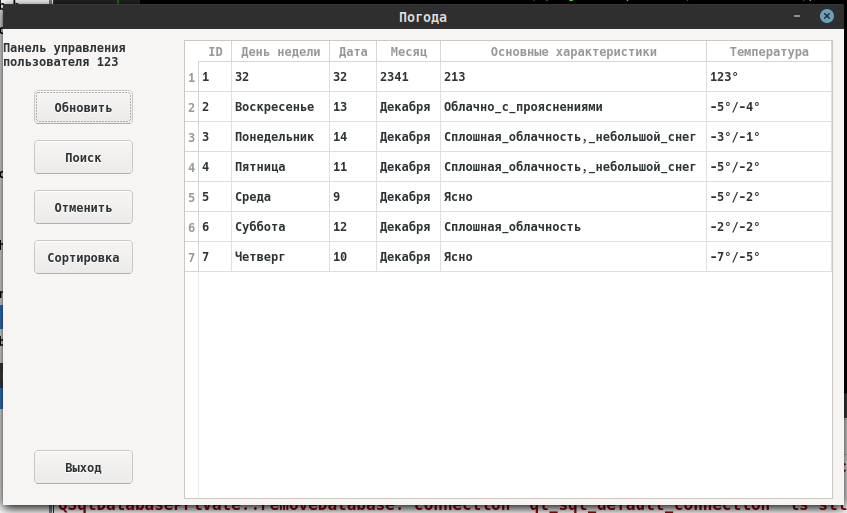 Погода
Панель управления
пользователя 123
Обновить
Поиск
Отменить
Сортировка
Выход
ID День недели Дата Месяц Основные характеристики Температура
1 1 32 32 2341 213 123°
2 2 Воскресенье 13 Декабря Облачно_с_прояснениями -5°/-4°
3 3 Понедельник 14 Декабря Сплошная_облачность,_небольшой_снег -3°/-1°
4 4 Пятница 11 Декабря Сплошная_облачность,_небольшой_снег -5°/-2°
5 5 Среда 9 Декабря Ясно -5°/-2°
6 6 Суббота 12 Декабря Сплошная_облачность -2°/-2°
7 7 Четверг 10 Декабря Ясно -7°/-5°
QSqlDatabasePrivate::removeDatabase: connection 'qt_sql_default_connection' is